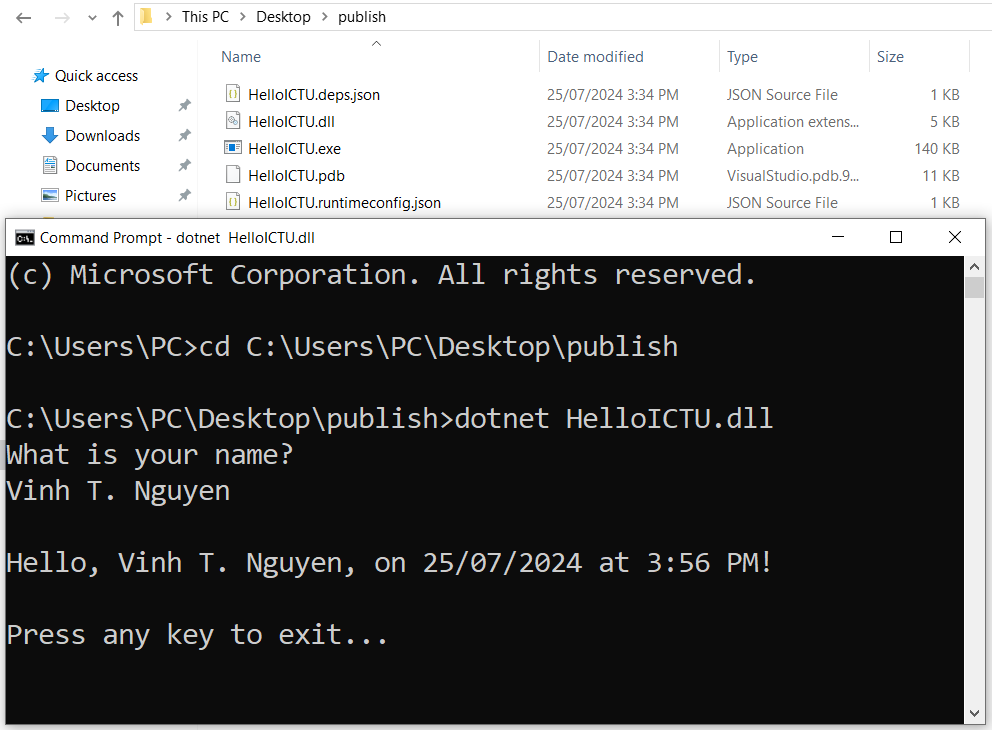 This PC > Desktop > publish
Name Date modified Type Size
Quick access
Desktop
Downloads
Documents
Pictures
HelloICTU.deps.json 25/07/2024 3:34 PM JSON Source File 1 KB
HelloICTU.dll 25/07/2024 3:34 PM Application extens... 5 KB
HelloICTU.exe 25/07/2024 3:34 PM Application 140 KB
HelloICTU.pdb 25/07/2024 3:34 PM VisualStudio.pdb.9... 11 KB
HelloICTU.runtimeconfig.json 25/07/2024 3:34 PM JSON Source File 1 KB
Command Prompt - dotnet  HelloICTU.dll
(c) Microsoft Corporation. All rights reserved.
C:\Users\PC>cd C:\Users\PC\Desktop\publish
C:\Users\PC\Desktop\publish>dotnet HelloICTU.dll
What is your name?
Vinh T. Nguyen
Hello, Vinh T. Nguyen, on 25/07/2024 at 3:56 PM!
Press any key to exit...